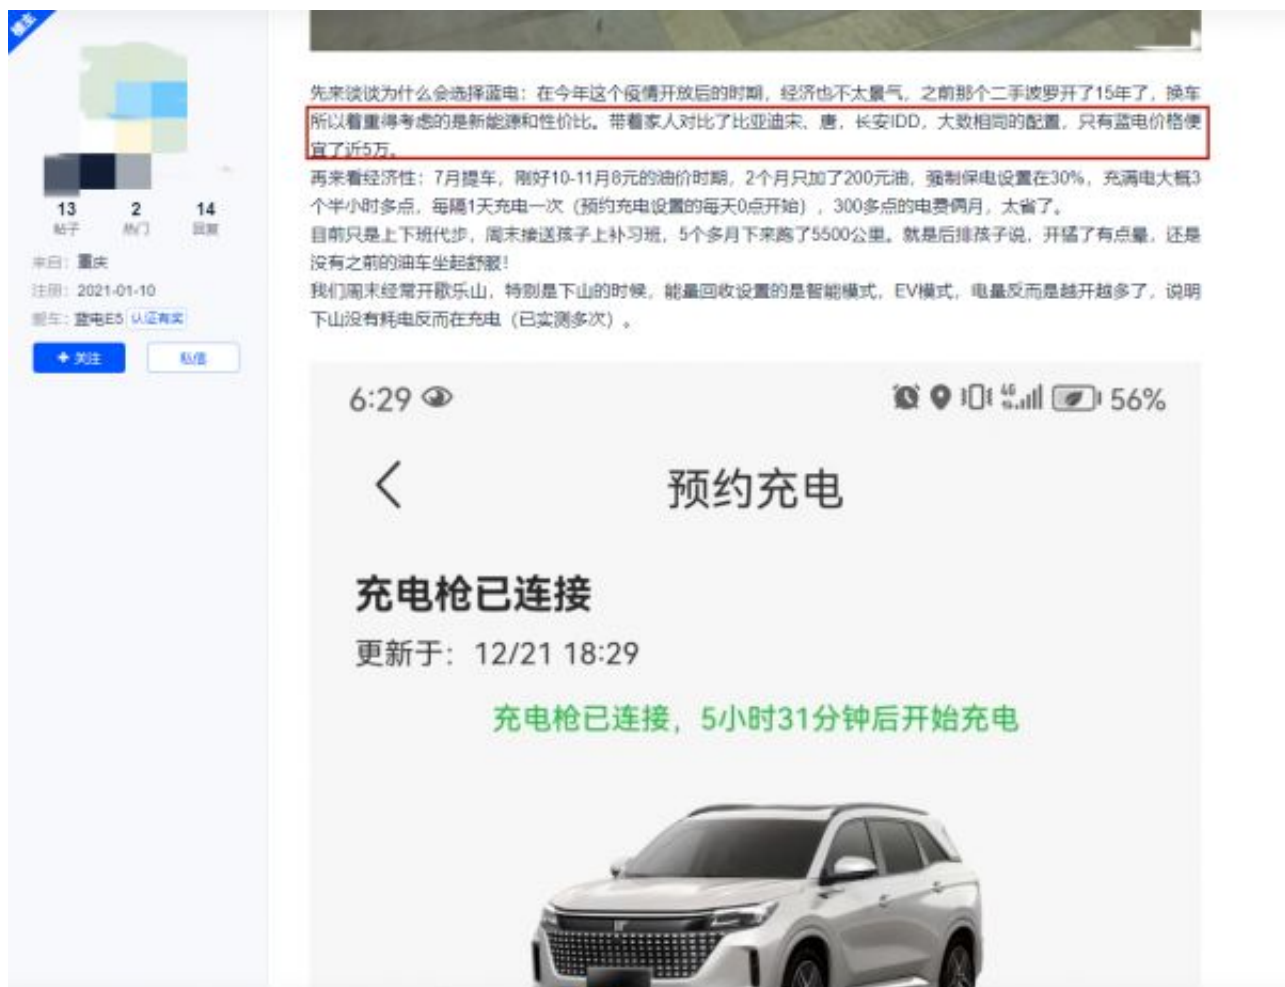 楼主
13
2
14
帖子
热门
回复
来自：重庆
注册：2021-01-10
爱车：蓝电E5 认证有奖
+ 关注
私信
先来谈谈为什么会选择蓝电：在今年这个疫情开放后的时期，经济也不太景气，之前那个二手波罗开了15年了，换车
所以着重得考虑的是新能源和性价比。带着家人对比了比亚迪宋、唐，长安IDD，大致相同的配置，只有蓝电价格便
宜了近5万。
再来看经济性：7月提车，刚好10-11月8元的油价时期，2个月只加了200元油，强制保电设置在30%，充满电大概3
个半小时多点，每隔1天充电一次（预约充电设置的每天0点开始），300多点的电费俩月，太省了。
目前只是上下班代步，周末接送孩子上补习班，5个多月下来跑了5500公里。就是后排孩子说，开猛了有点晕，还是
没有之前的油车坐起舒服！
我们周末经常开歌乐山，特别是下山的时候，能量回收设置的是智能模式，EV模式，电量反而是越开越多了，说明
下山没有耗电反而在充电（已实测多次）。
6:29
4G
56%
预约充电
充电枪已连接
更新于：12/21 18:29
充电枪已连接，5小时31分钟后开始充电